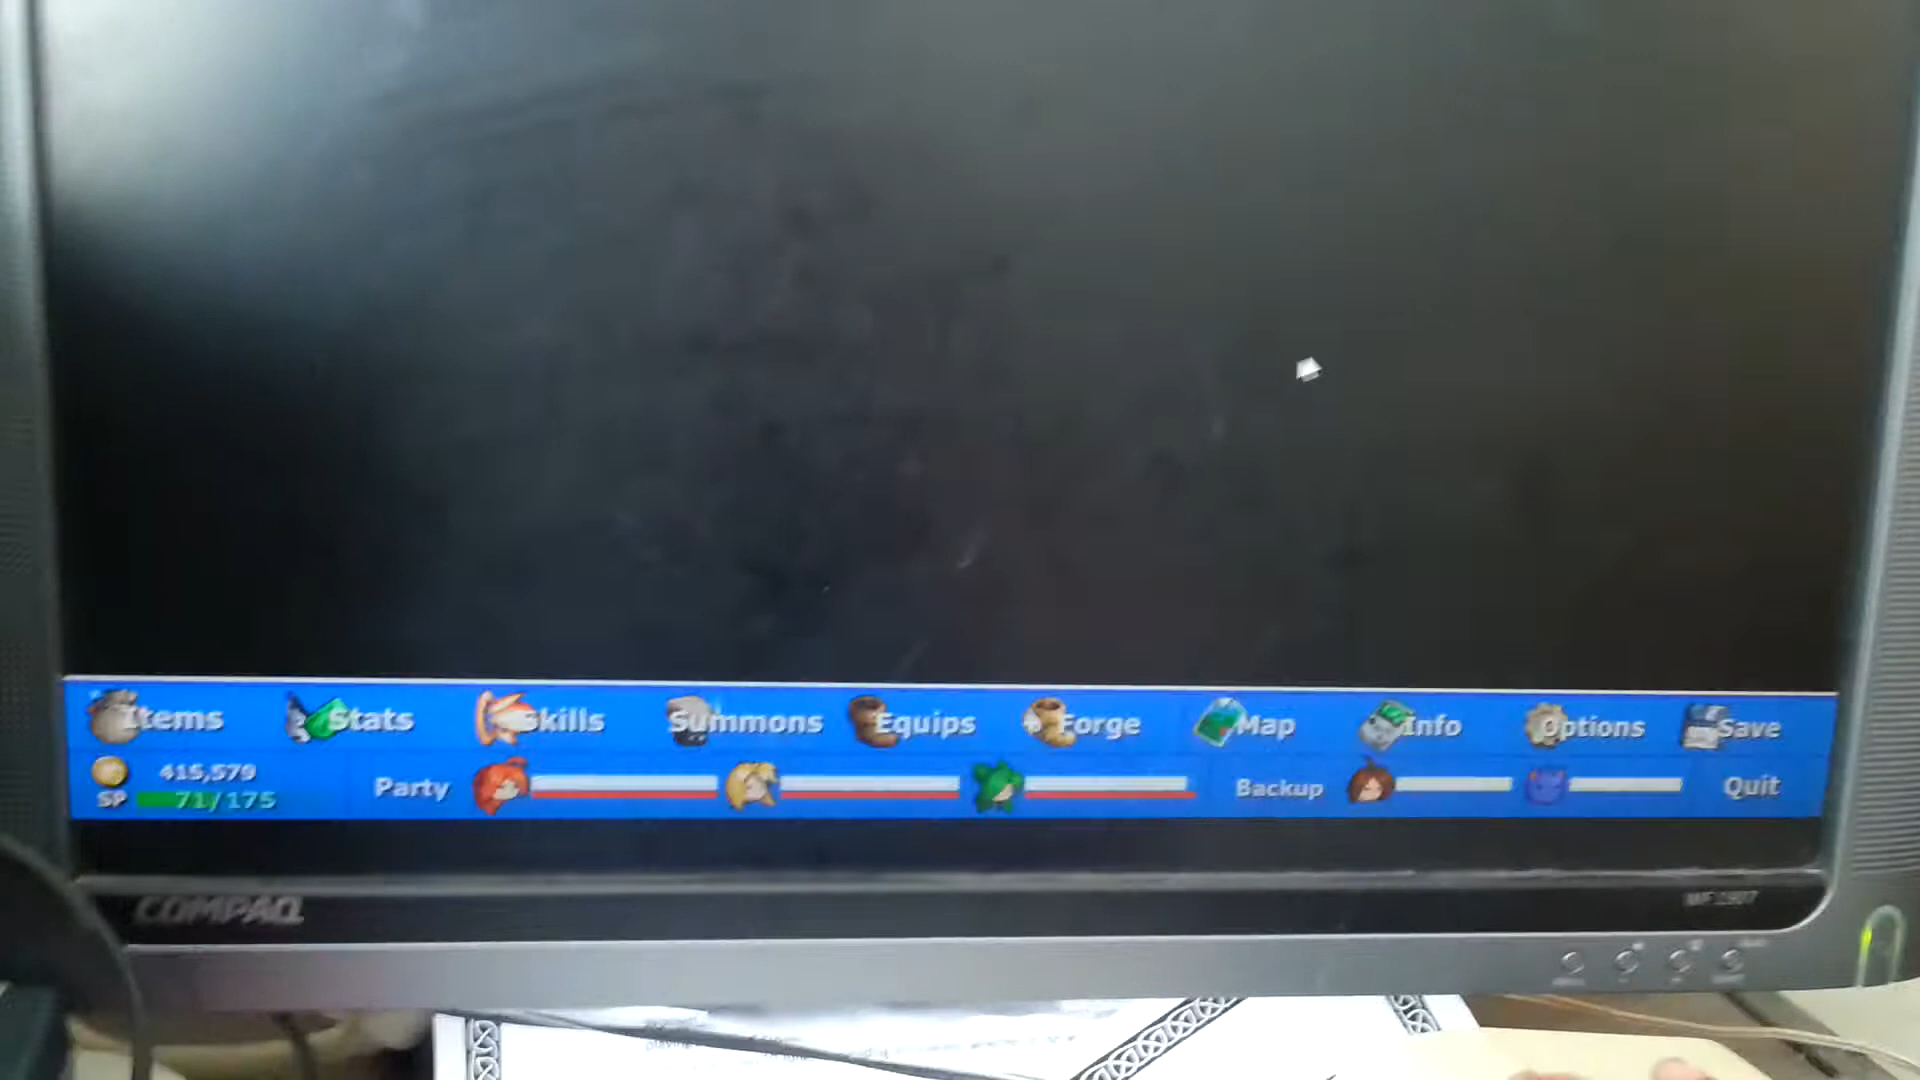 Items Stats Skills Summons Equips Forge Map Info Options Save
415,579
SP 71/175
Party
Backup
Quit
COMPAQ